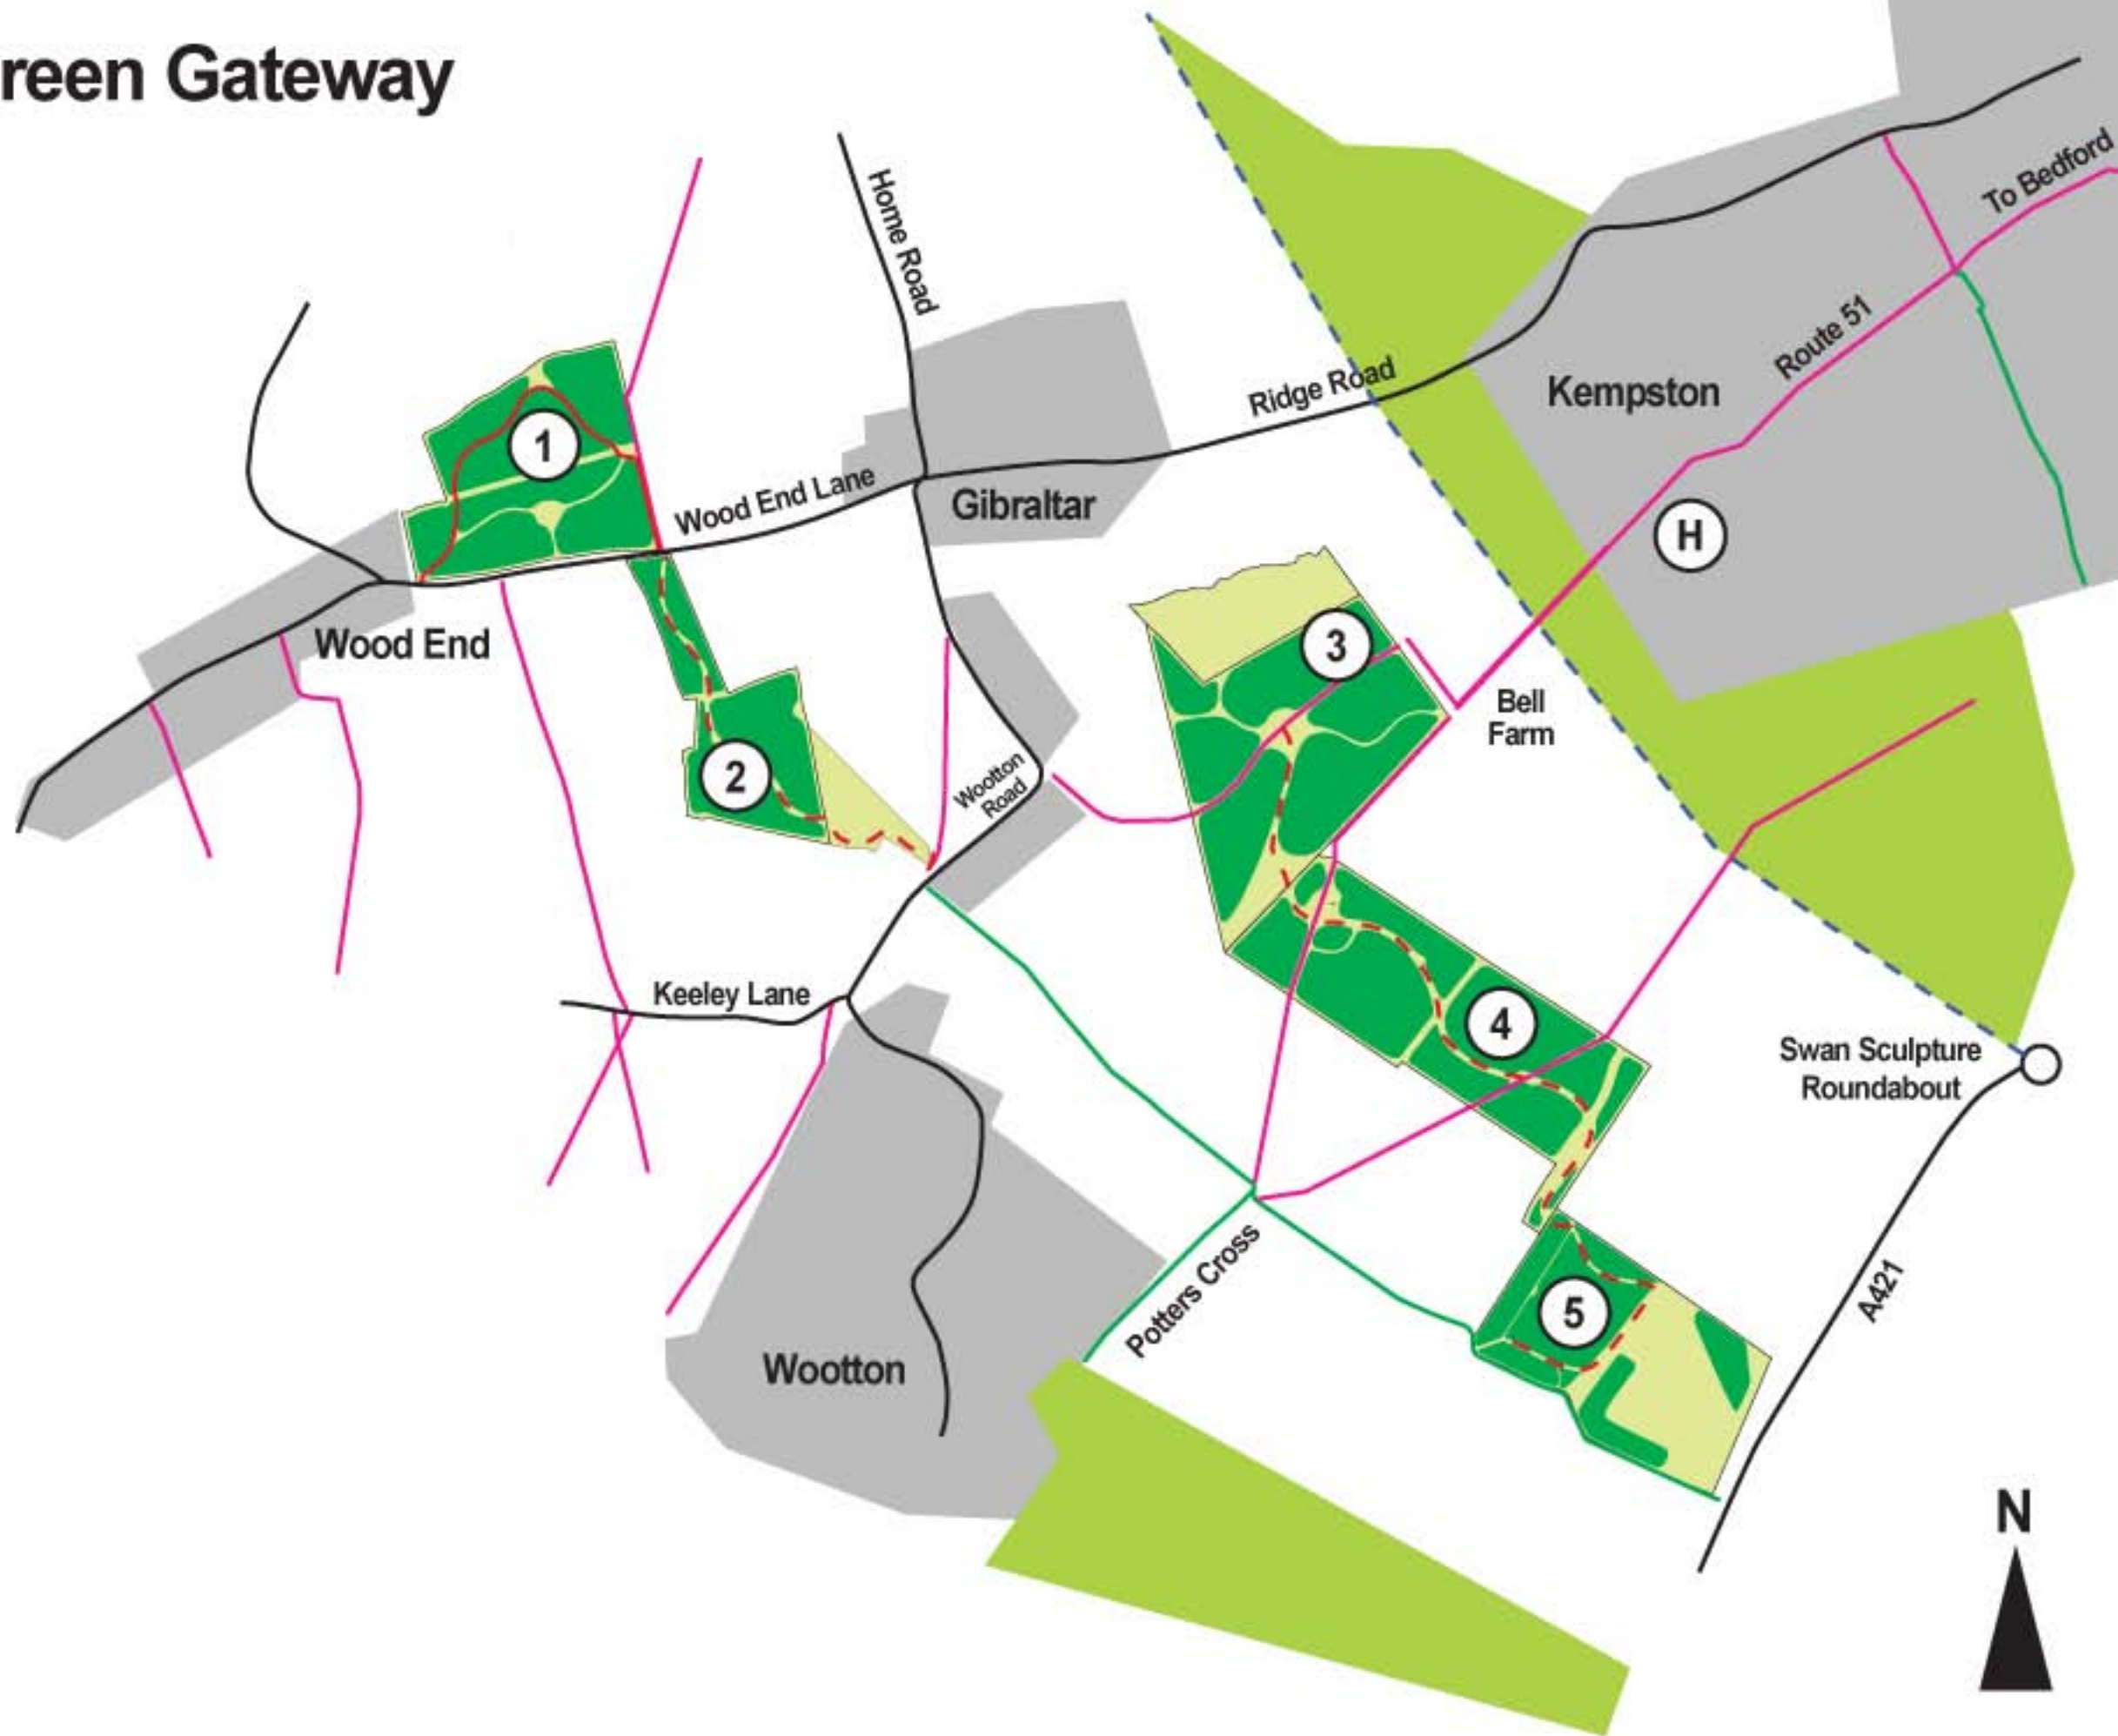 reen Gateway
Home Road
To Bedford
Route 51
Ridge Road
Kempston
1
Wood End Lane
Gibraltar
H
Wood End
3
Bell
Farm
2
Wootton
Road
Keeley Lane
4
Swan Sculpture
Roundabout
Potters Cross
A421
5
Wootton
N